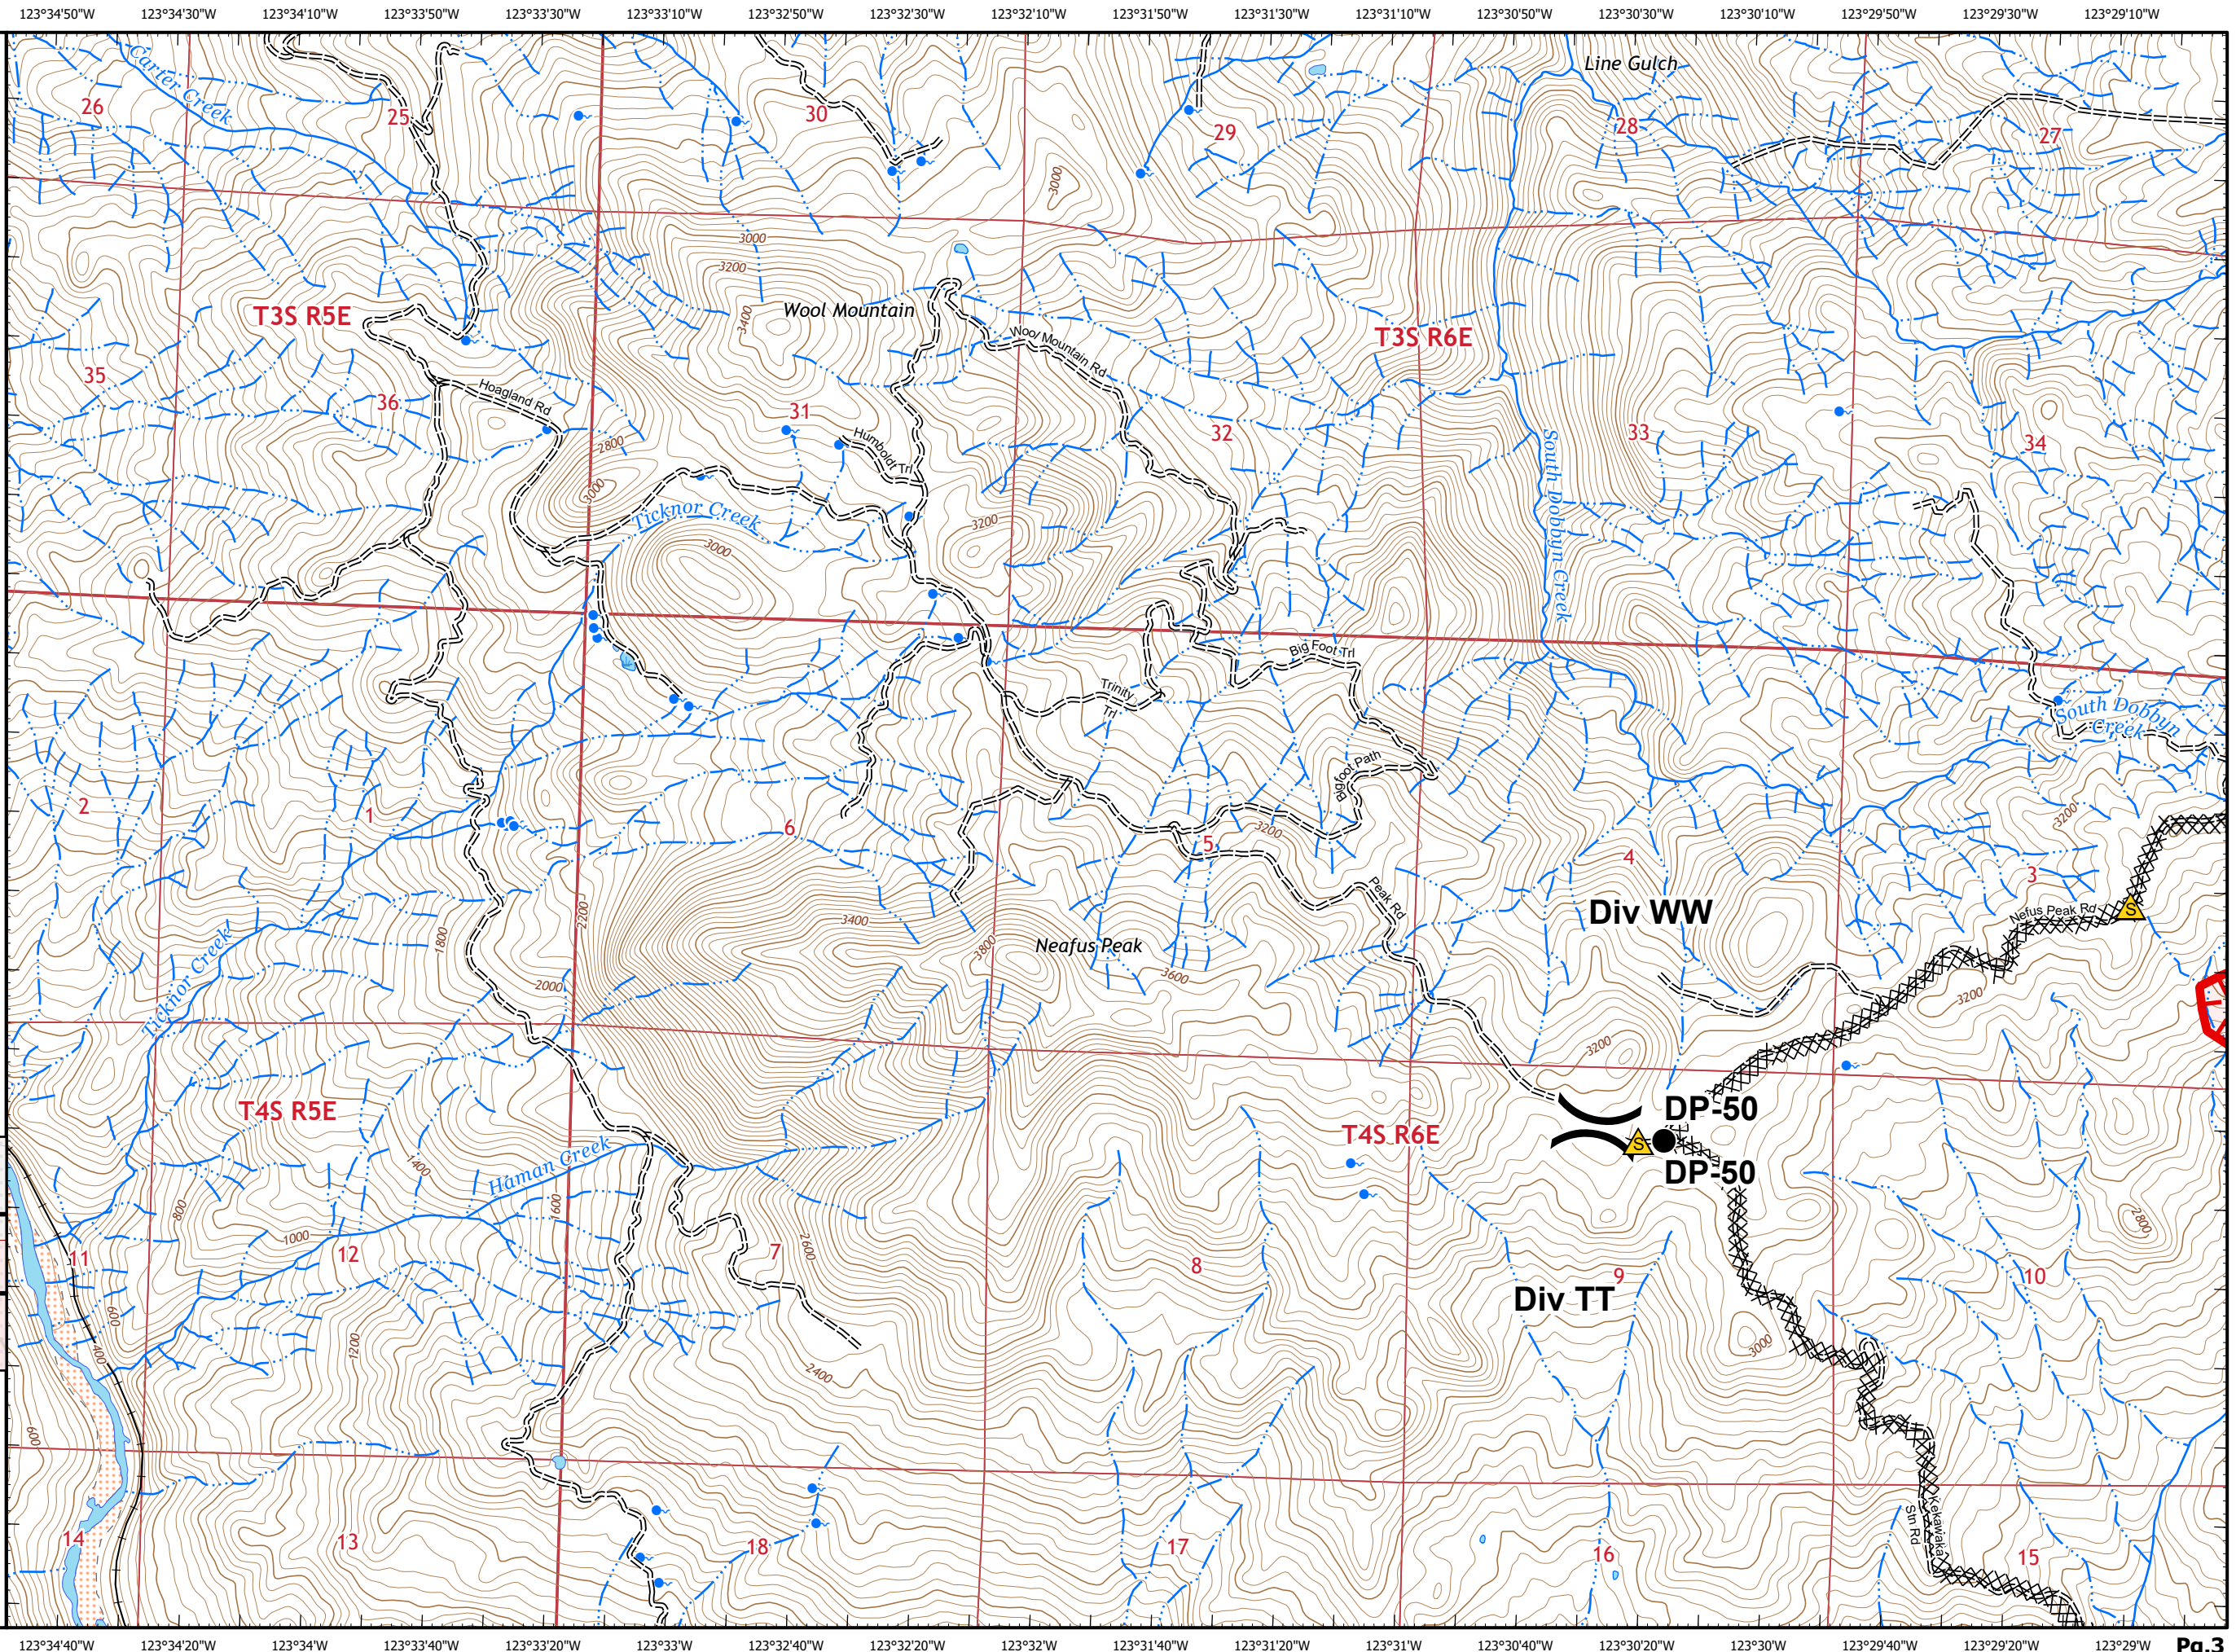 123°34'50"W 123°34'30"W 123°34'10"W 123°33'50"W 123°33'30"W 123°33'10"W 123°32'50"W 123°32'30"W 123°32'10"W 123°31'50"W 123°31'30"W 123°31'10"W 123°30'50"W 123°30'30"W 123°30'10"W 123°29'50"W 123°29'30"W 123°29'10"W
Line Gulch
Carter Creek
26 25 30 29 28 27
3000
3000
3200
3400
Wool Mountain
T3S R5E
T3S R6E
Wool Mountain Rd
35 36 31 32 33 34
Hoagland Rd
Humboldt Trl
2800
3000
Ticknor Creek
3000
3200
South Dobbyn Creek
Big Foot Trl
Trinity
Trl
South Dobbyn
Creek
Bigfoot Path
2 1 6 5 4 3
3200
3200
Peak Rd
Div WW
Nefus Peak Rd
S
2200
3400
1800
3800
Neafus Peak
3600
2000
3200
3200
Ticknor Creek
T4S R5E
T4S R6E
DP-50
S
DP-50
Haman Creek
1400
1600
800
1000
2600
2800
11 12 7 8 9 10
Div TT
600
400
1200
2400
3000
600
Kekawaka
Stn Rd
14 13 18 17 16 15
123°34'40"W 123°34'20"W 123°34'W 123°33'40"W 123°33'20"W 123°33'W 123°32'40"W 123°32'20"W 123°32'W 123°31'40"W 123°31'20"W 123°31'W 123°30'40"W 123°30'20"W 123°30'W 123°29'40"W 123°29'20"W 123°29'W
Pg.3